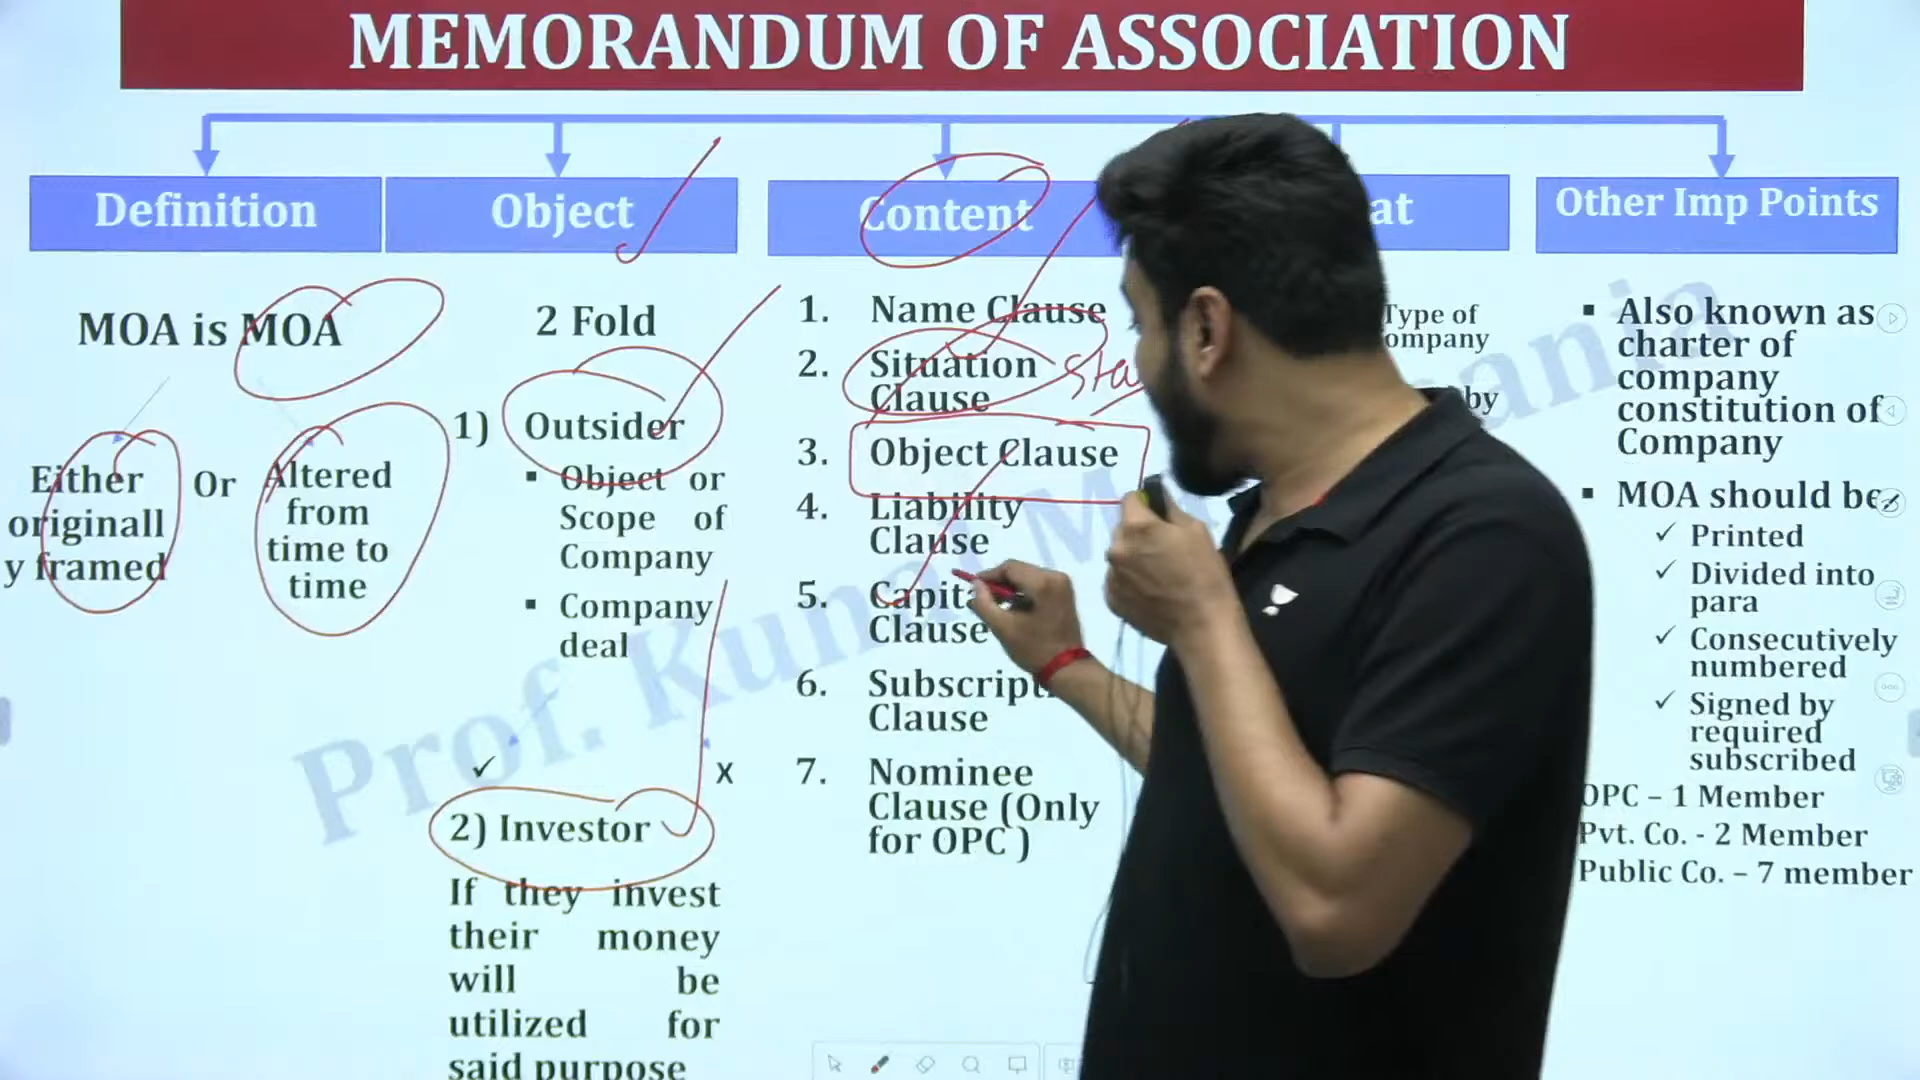 MEMORANDUM OF ASSOCIATION
Definition
Object
Content
at
Other Imp Points
MOA is MOA
Either
originall
y framed
Or
Altered
from
time to
time
2 Fold
1) Outsider
▪ Object or
Scope of
Company
▪ Company
deal
✓ x
2) Investor
If they invest
their money
will be
utilized for
said purpose
1. Name Clause
2. Situation
Clause
3. Object Clause
4. Liability
Clause
5. Capita
Clause
6. Subscript
Clause
7. Nominee
Clause (Only
for OPC )
Type of
ompany
by
▪ Also known as
charter of
company
constitution of
Company
▪ MOA should be
✓ Printed
✓ Divided into
para
✓ Consecutively
numbered
✓ Signed by
required
subscribed
OPC – 1 Member
Pvt. Co. - 2 Member
Public Co. – 7 member
Prof. Kunal M
ania